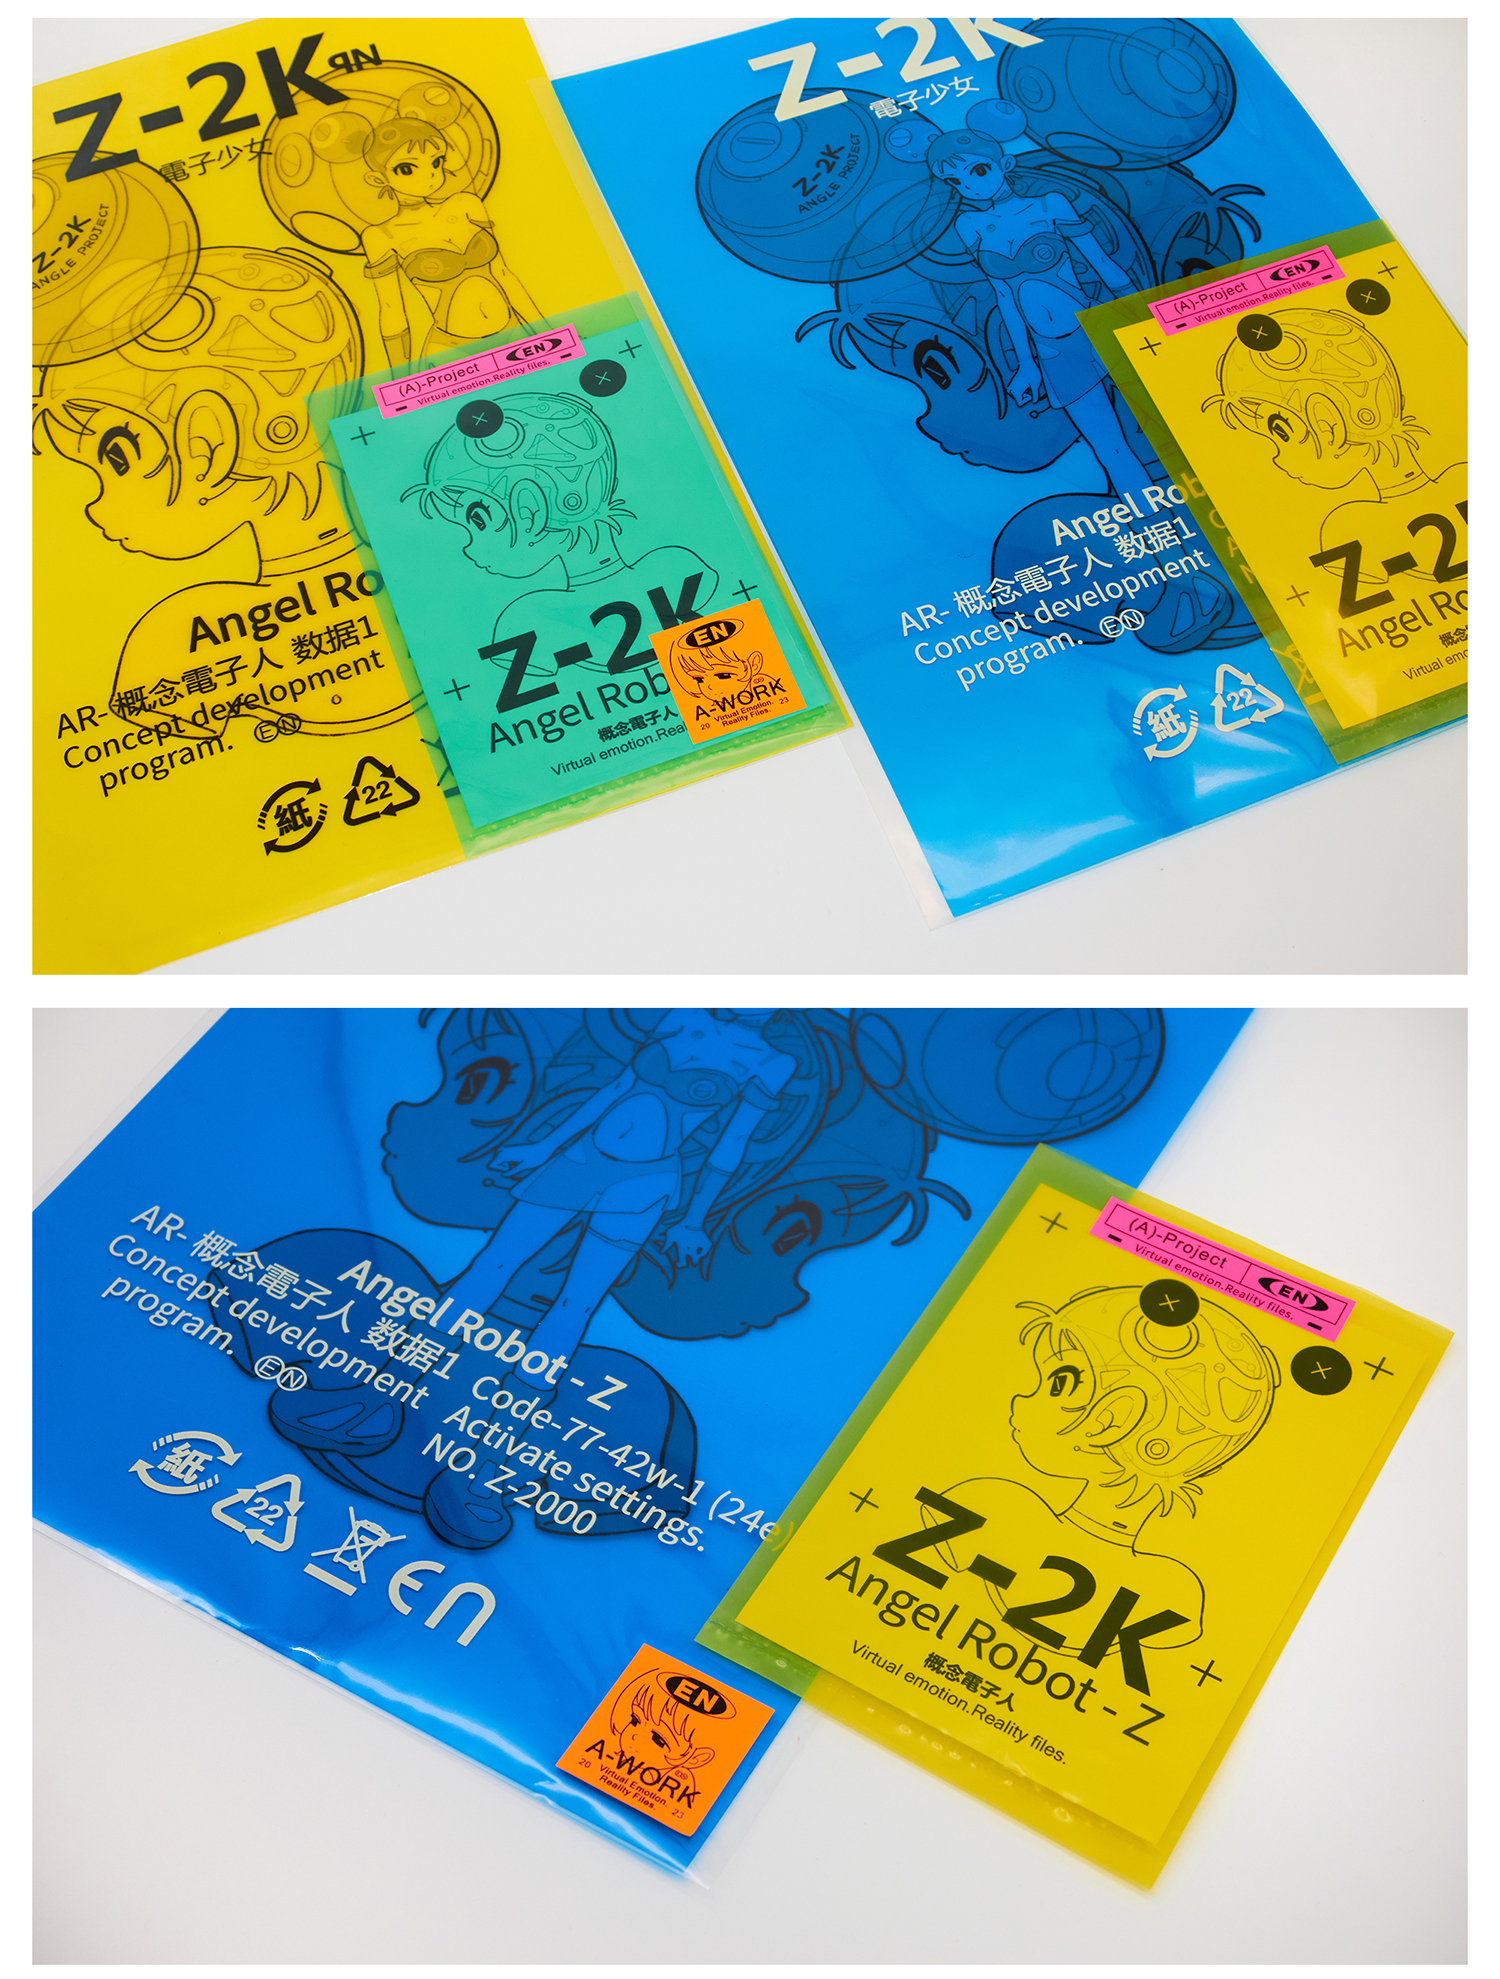 Z-2K
NP
電子少女
Z-2K
ANGLE PROJECT
Angel Ro
AR- 概念電子人 数据1
Concept development
program. EN
紙
22
(A)-Project
EN
Virtual emotion.Reality files.
Z-2K
Angel Rob
概念電子人
Virtual emotion.Rea
EN
A-WORK
20 Virtual Emotion. 23
Reality Files.
Z-2K
電子少女
Z-2K
ANGLE PROJECT
Angel Rob
AR- 概念電子人 数据1
Concept development
program. EN
紙
22
(A)-Project
EN
Virtual emotion.Reality files.
Z-2
Angel Ro
概念
Virtual emo
Angel Robot - Z
AR- 概念電子人 数据1
Code-77-42w-1 (24e)
Concept development
Activate settings.
program. EN
NO. Z-2000
紙
22
en
EN
A-WORK
20 Virtual Emotion. 23
Reality Files.
(A)-Project
EN
Virtual emotion.Reality files.
Z-2K
Angel Robot - Z
概念電子人
Virtual emotion.Reality files.